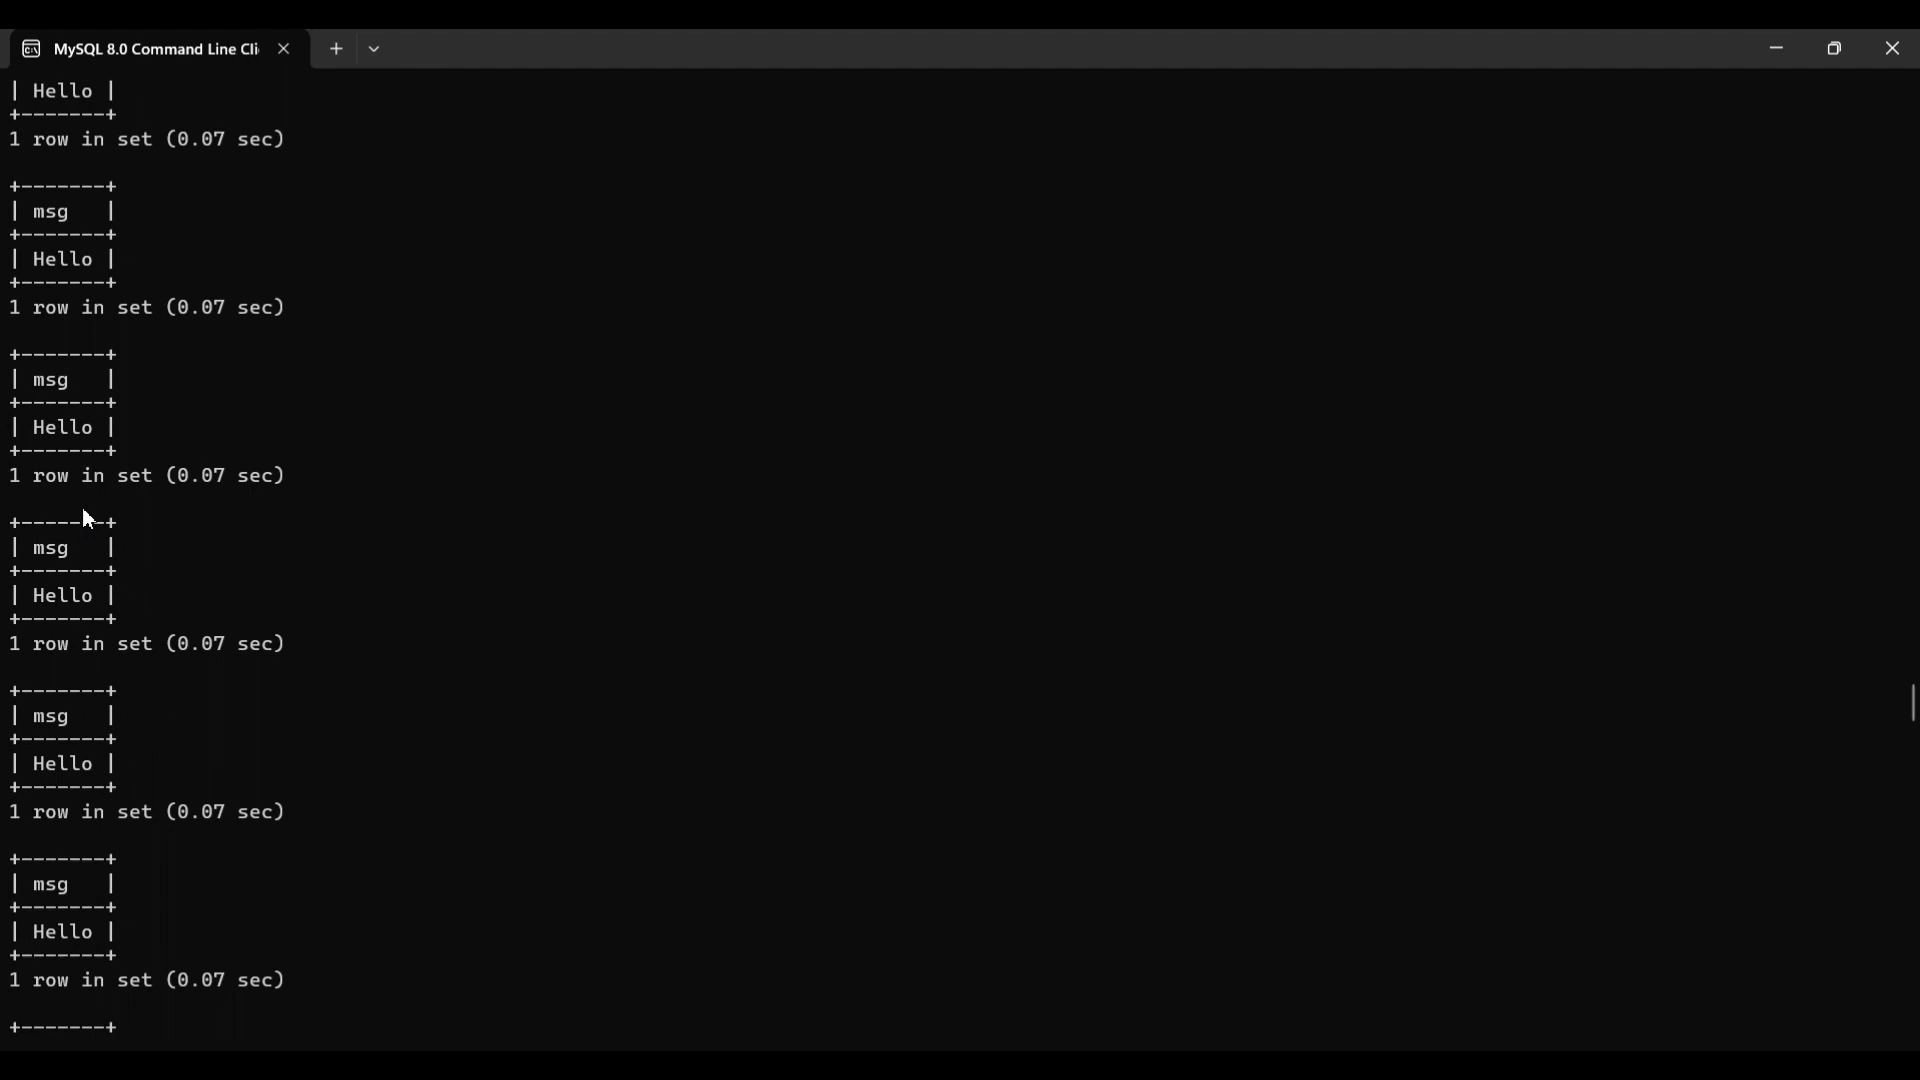 MySQL 8.0 Command Line Cli
| Hello |
+-------+
1 row in set (0.07 sec)
+-------+
| msg   |
+-------+
| Hello |
+-------+
1 row in set (0.07 sec)
+-------+
| msg   |
+-------+
| Hello |
+-------+
1 row in set (0.07 sec)
+-------+
| msg   |
+-------+
| Hello |
+-------+
1 row in set (0.07 sec)
+-------+
| msg   |
+-------+
| Hello |
+-------+
1 row in set (0.07 sec)
+-------+
| msg   |
+-------+
| Hello |
+-------+
1 row in set (0.07 sec)
+-------+